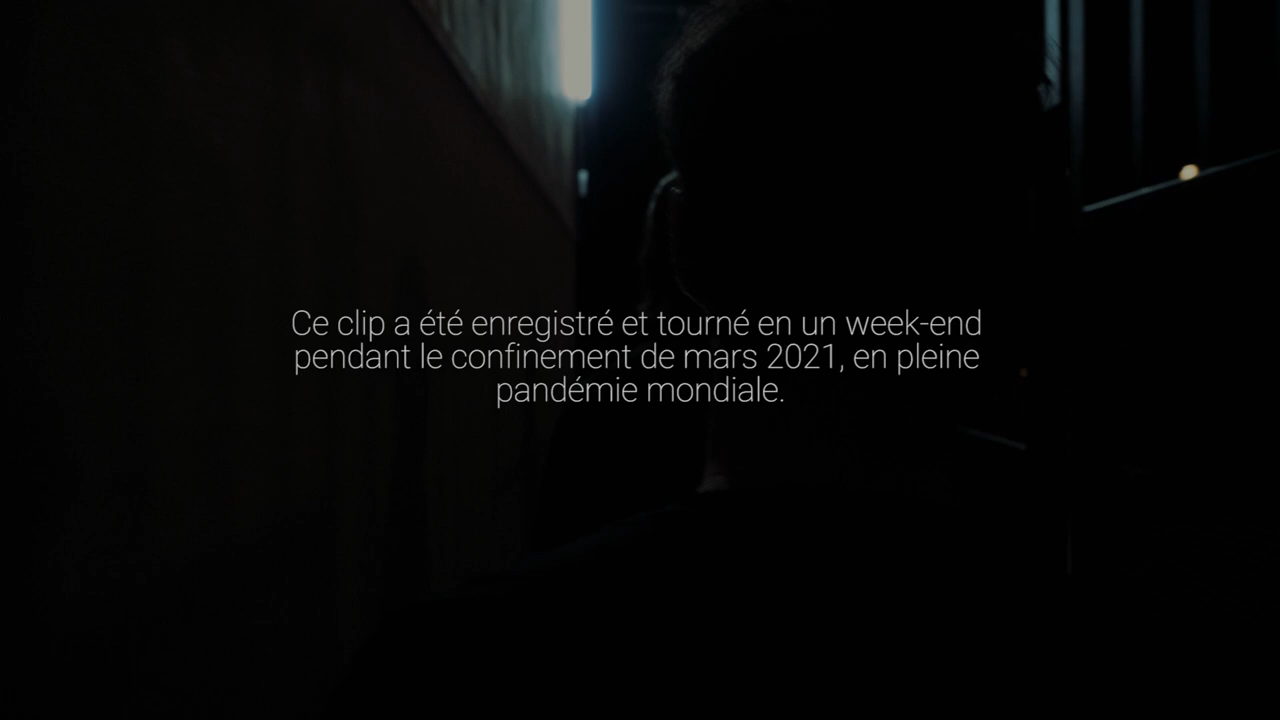 Ce clip a été enregistré et tourné en un week-end
pendant le confinement de mars 2021, en pleine
pandémie mondiale.